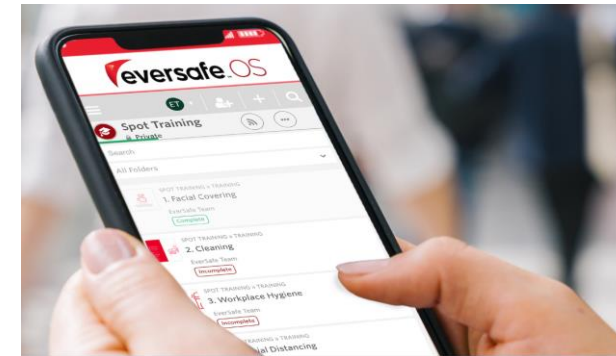 eversafe.OS
ET
Spot Training
Private
Search
All Folders
SPOT TRAINING » TRAINING
1. Facial Covering
EverSafe Team
Complete
SPOT TRAINING » TRAINING
2. Cleaning
EverSafe Team
Incomplete
SPOT TRAINING » TRAINING
3. Workplace Hygiene
EverSafe Team
Incomplete
SPOT TRAINING » TRAINING
ial Distancing